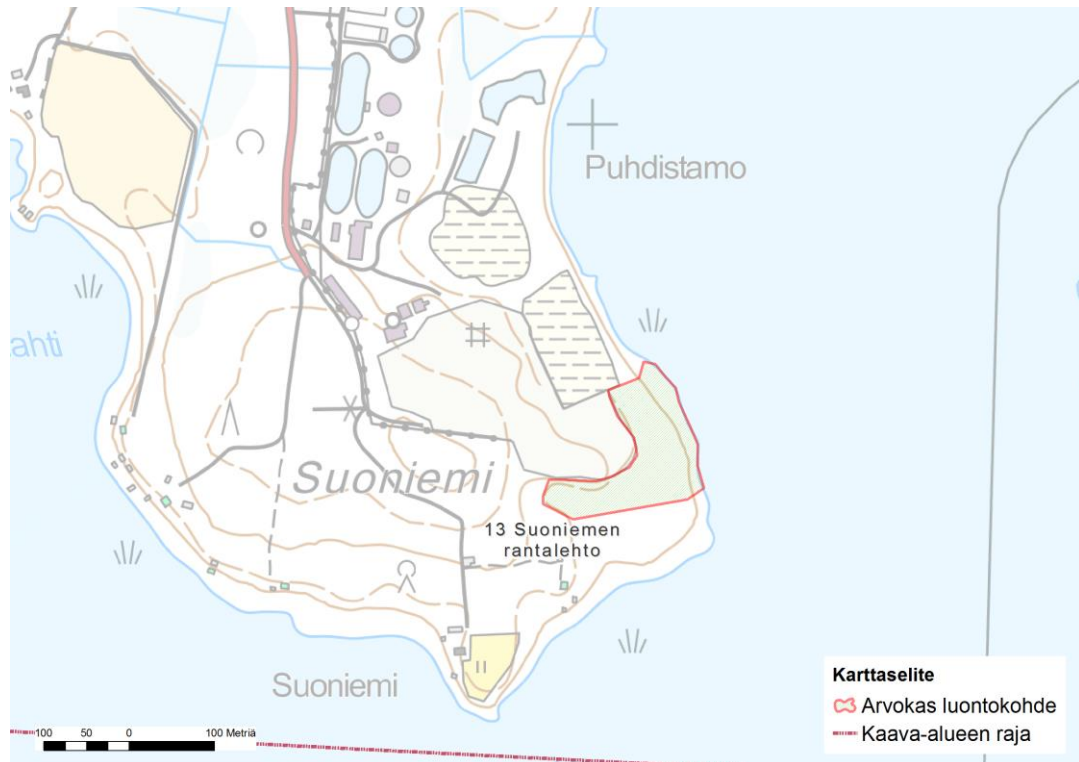 Puhdistamo
ahti
Suoniemi
13 Suoniemen
rantalehto
Suoniemi
Karttaselite
Arvokas luontokohde
Kaava-alueen raja
100 50 0 100 Metriä